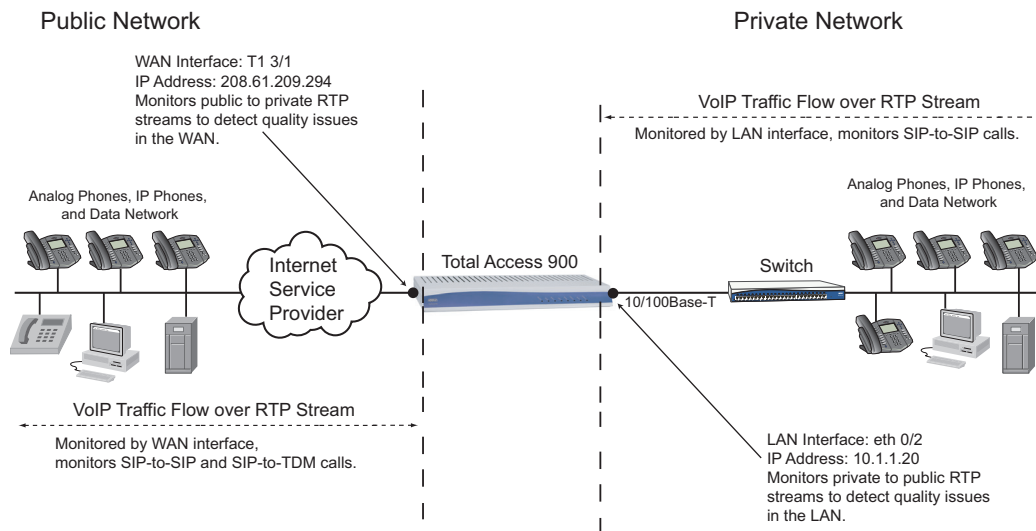 Public Network
Private Network
WAN Interface: T1 3/1
IP Address: 208.61.209.294
Monitors public to private RTP
streams to detect quality issues
in the WAN.
VoIP Traffic Flow over RTP Stream
Monitored by LAN interface, monitors SIP-to-SIP calls.
Analog Phones, IP Phones,
and Data Network
Analog Phones, IP Phones,
and Data Network
Internet
Service
Provider
Total Access 900
Switch
10/100Base-T
VoIP Traffic Flow over RTP Stream
Monitored by WAN interface,
monitors SIP-to-SIP and SIP-to-TDM calls.
LAN Interface: eth 0/2
IP Address: 10.1.1.20
Monitors private to public RTP
streams to detect quality issues
in the LAN.